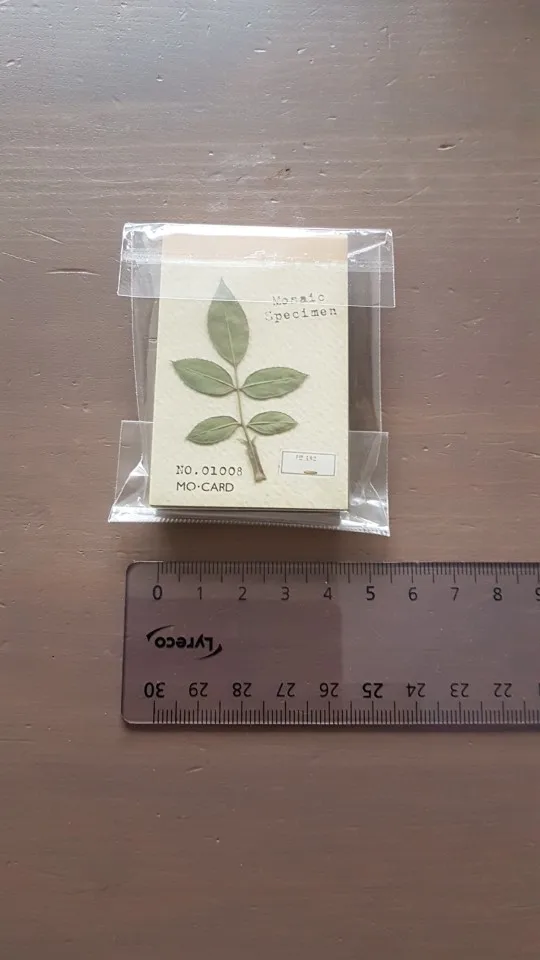 Mosaic
Specimen
NO.01008
MO·CARD
0 1 2 3 4 5 6 7 8 9
Lyreco
30 29 28 27 26 25 24 23 22